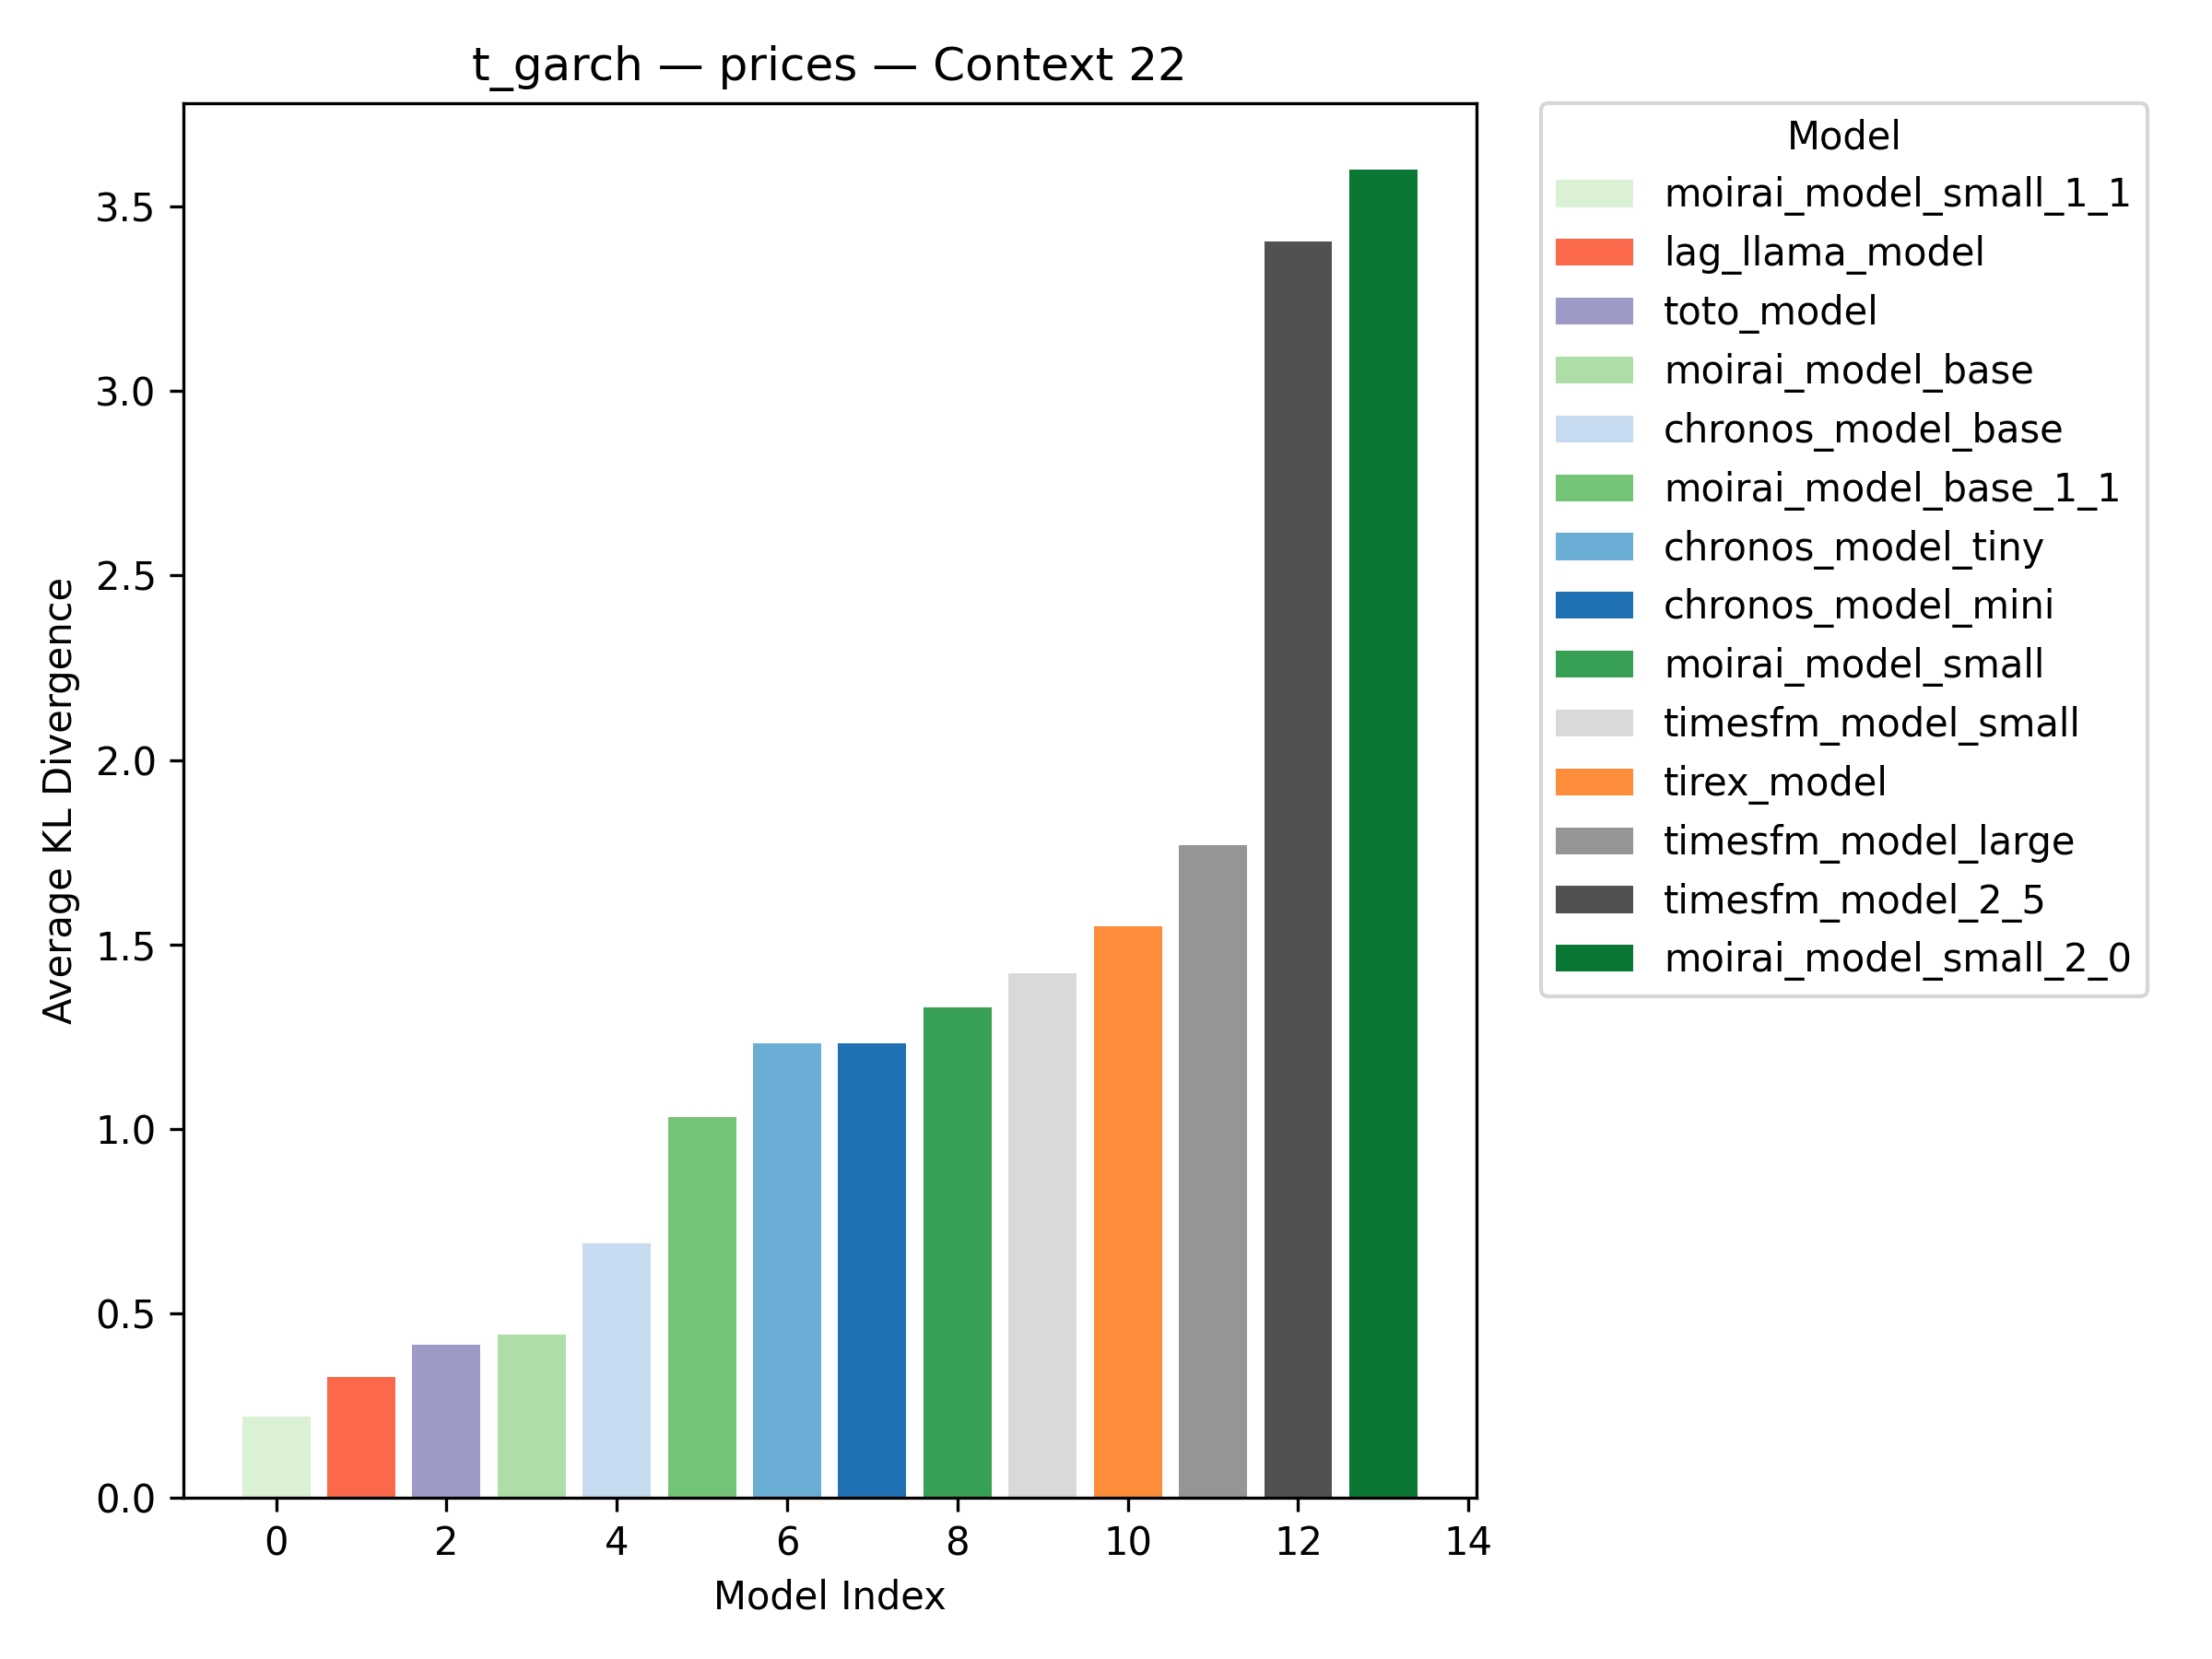 t_garch — prices — Context 22
Average KL Divergence
3.5
3.0
2.5
2.0
1.5
1.0
0.5
0.0
0 2 4 6 8 10 12 14
Model Index
Model
moirai_model_small_1_1
lag_llama_model
toto_model
moirai_model_base
chronos_model_base
moirai_model_base_1_1
chronos_model_tiny
chronos_model_mini
moirai_model_small
timesfm_model_small
tirex_model
timesfm_model_large
timesfm_model_2_5
moirai_model_small_2_0